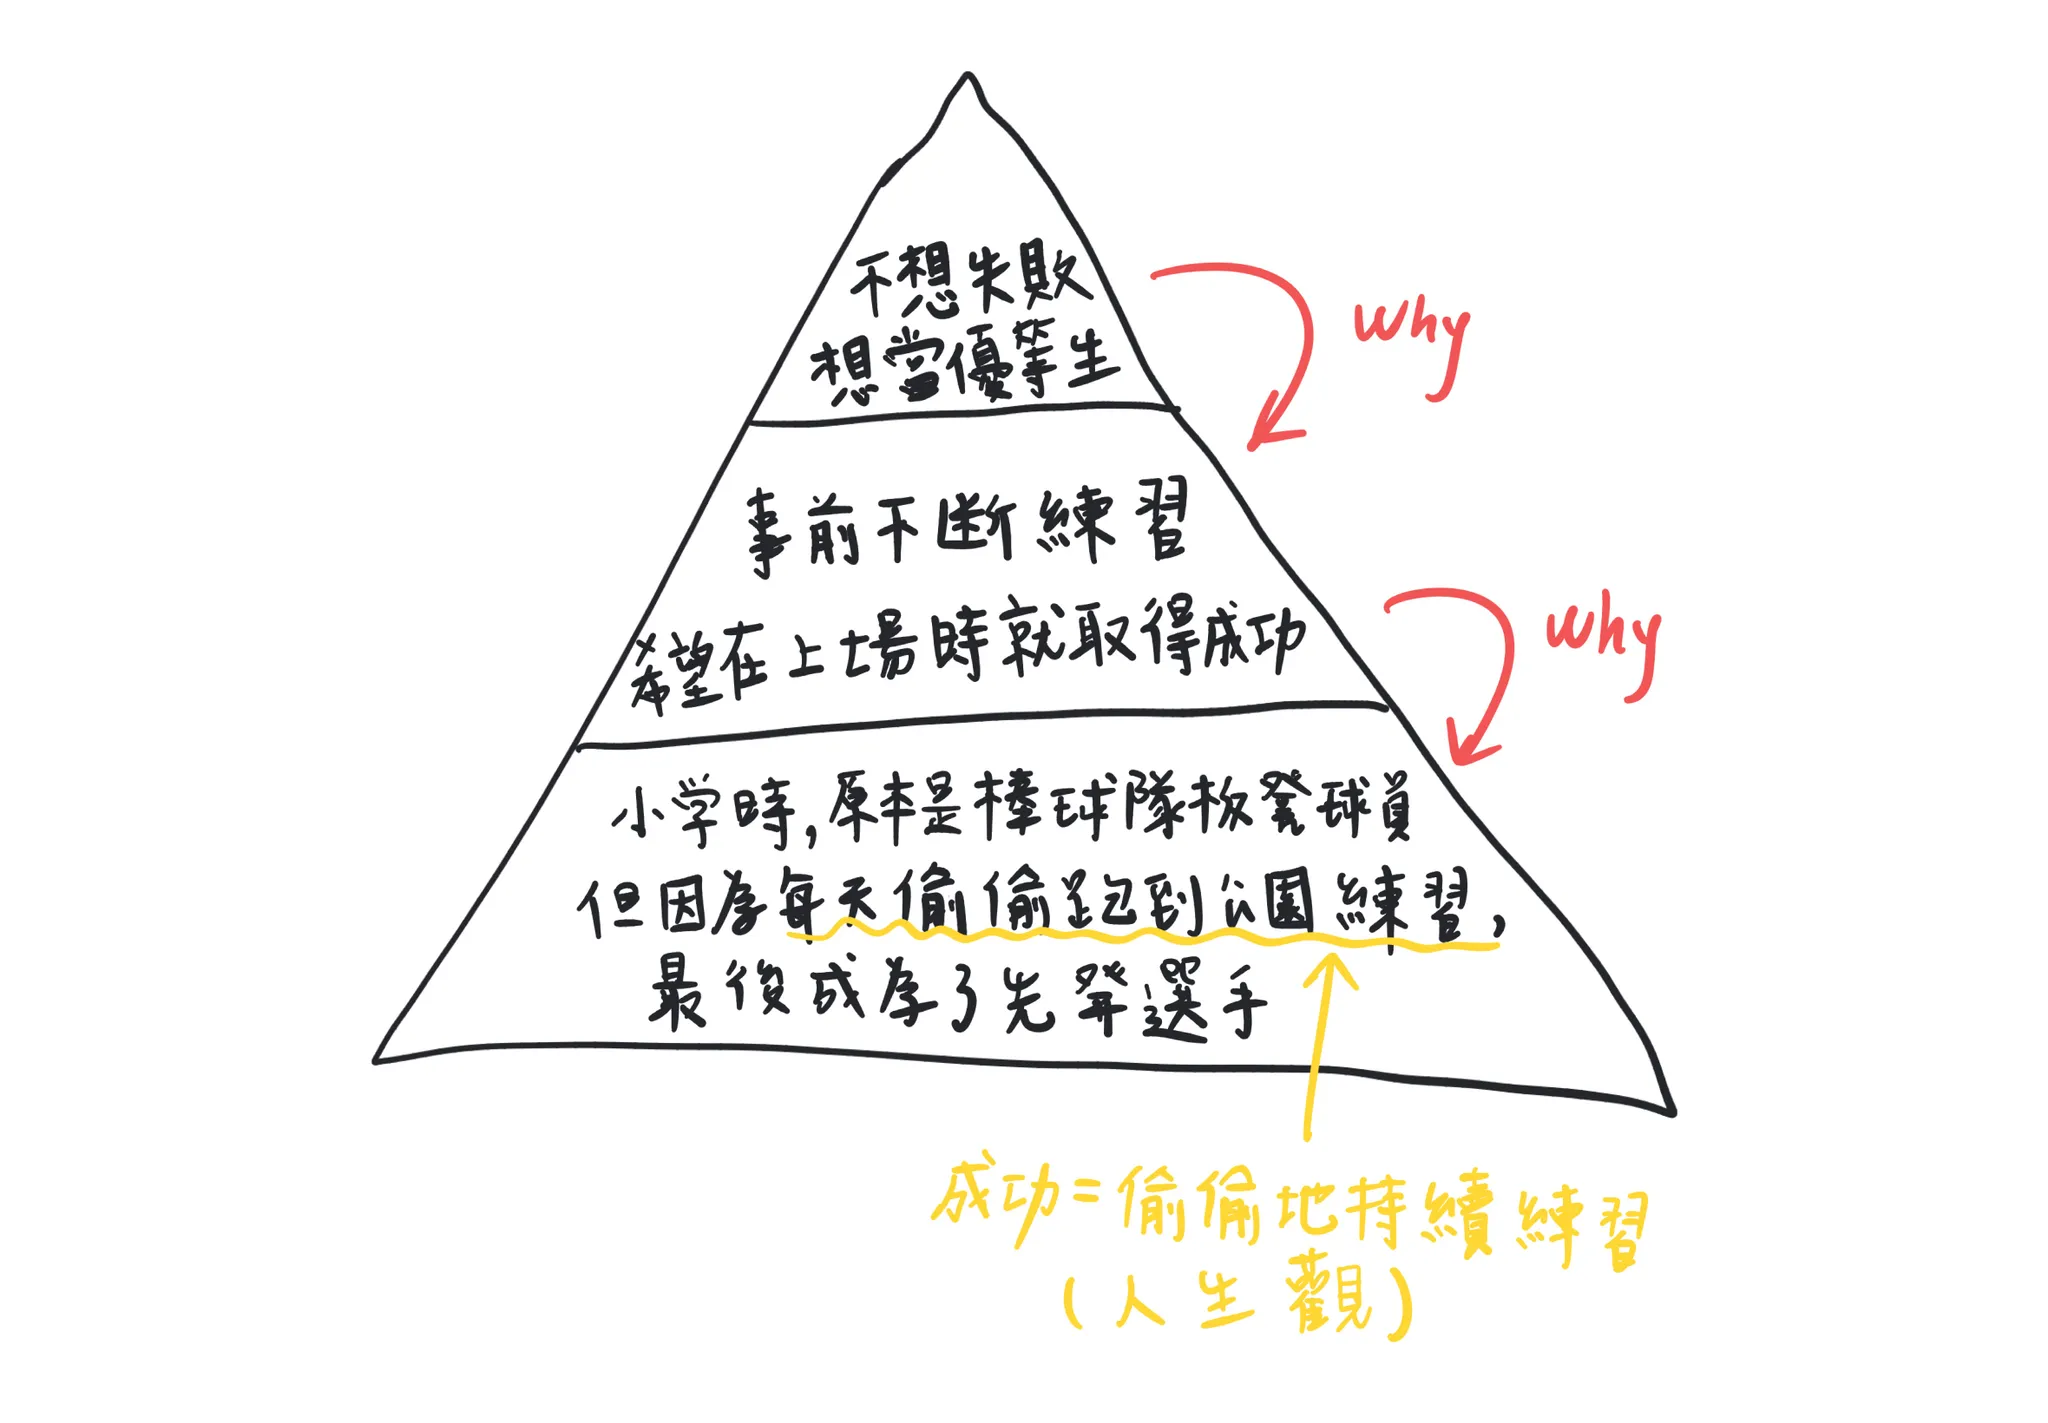 不想失敗
想當優等生
why
事前不斷練習
希望在上場時就取得成功
why
小学時,原本是棒球隊板凳球員
但因為每天偷偷跑到公園練習,
最後成為了先発選手
成功=偷偷地持續練習
(人生觀)